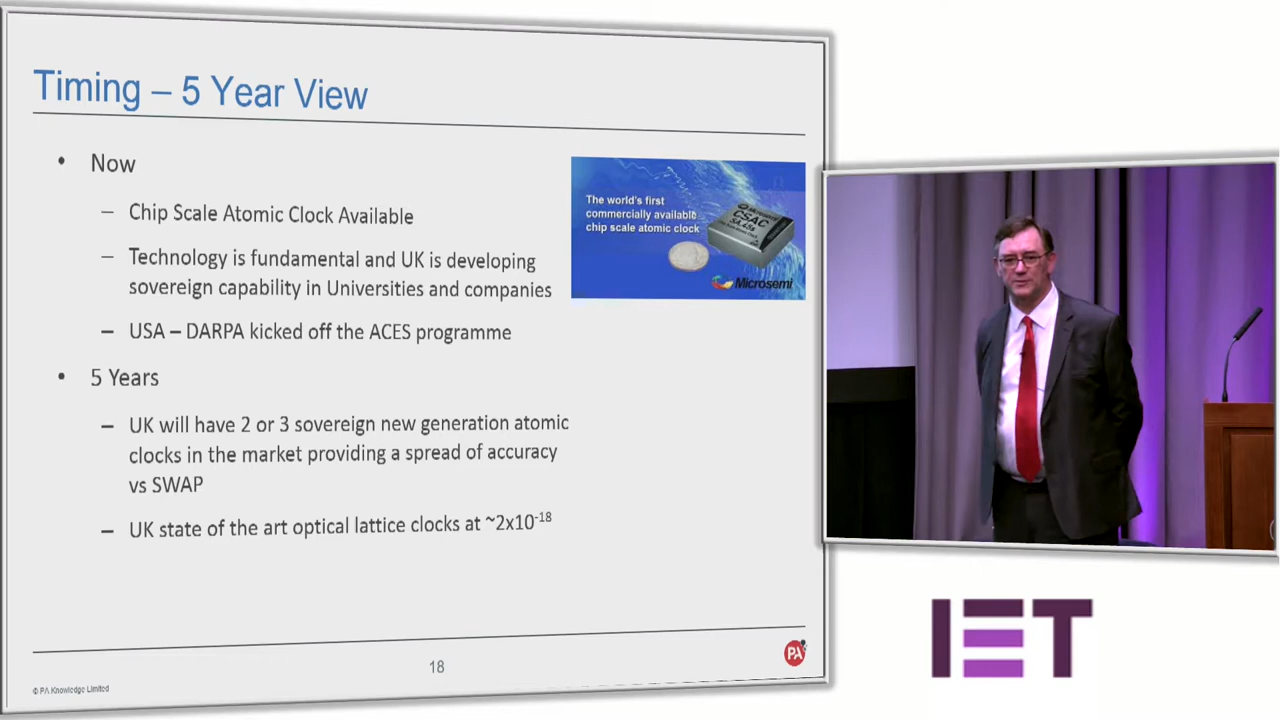 Timing – 5 Year View
• Now
– Chip Scale Atomic Clock Available
– Technology is fundamental and UK is developing
sovereign capability in Universities and companies
– USA – DARPA kicked off the ACES programme
The world's first
commercially available
chip scale atomic clock
CSAC
SA.45s
Microsemi
• 5 Years
– UK will have 2 or 3 sovereign new generation atomic
clocks in the market providing a spread of accuracy
vs SWAP
– UK state of the art optical lattice clocks at ~2x10⁻¹⁸
18
PA
© PA Knowledge Limited
IET